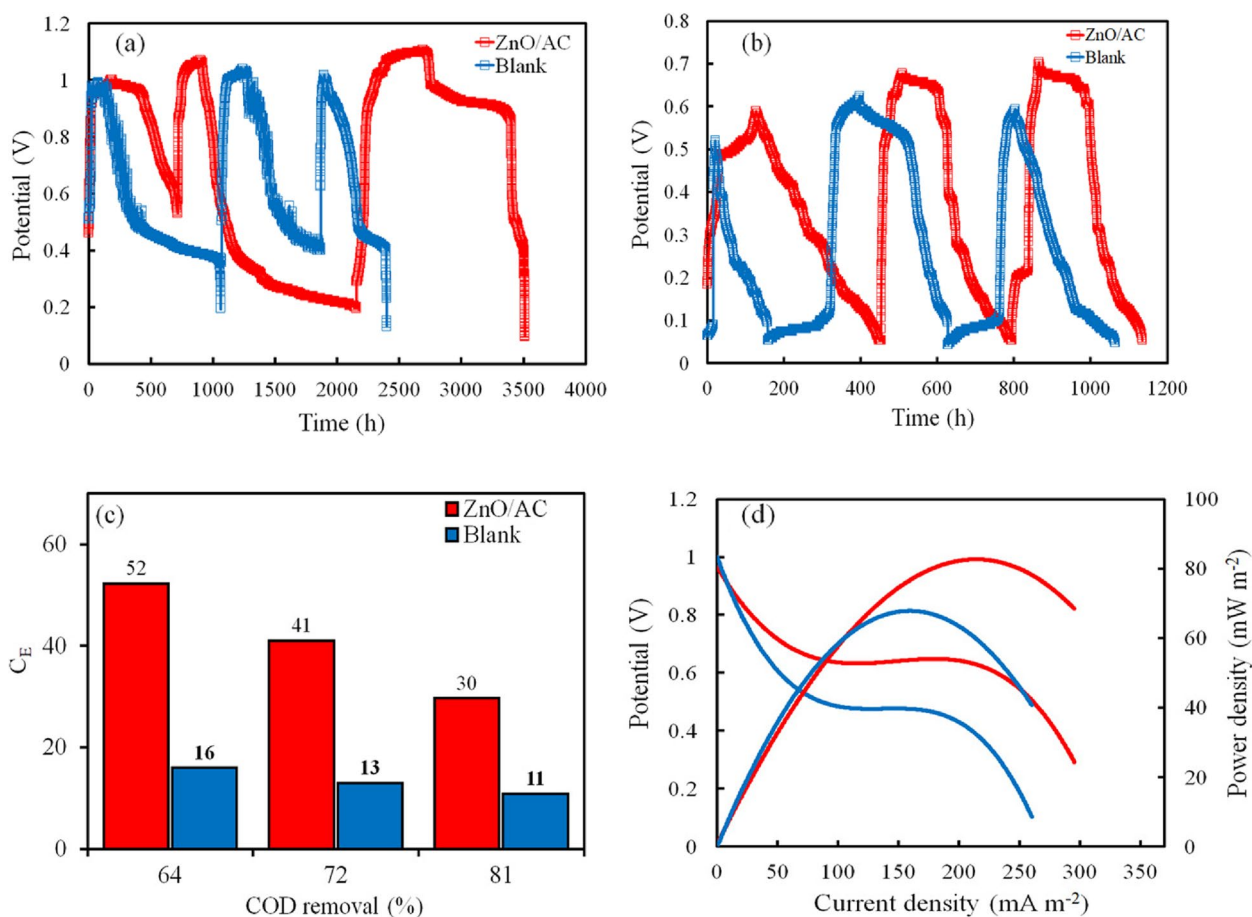 (a)
ZnO/AC
Blank
Potential (V)
1.2
1
0.8
0.6
0.4
0.2
0
0 500 1000 1500 2000 2500 3000 3500 4000
Time (h)
(b)
ZnO/AC
Blank
Potential (V)
0.8
0.7
0.6
0.5
0.4
0.3
0.2
0.1
0
0 200 400 600 800 1000 1200
Time (h)
(c)
ZnO/AC
Blank
C_E
60
40
20
0
52
16
41
13
30
11
64 72 81
COD removal (%)
(d)
Potential (V)
1.2
1
0.8
0.6
0.4
0.2
0
100
80
60
40
20
0
Power density (mW m⁻²)
0 50 100 150 200 250 300 350
Current density (mA m⁻²)